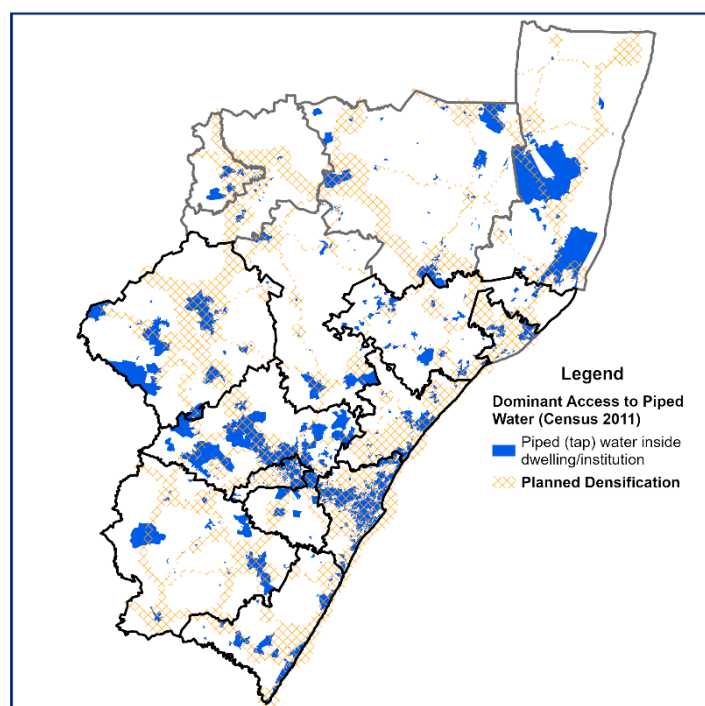 Legend
Dominant Access to Piped
Water (Census 2011)
Piped (tap) water inside
dwelling/institution
Planned Densification